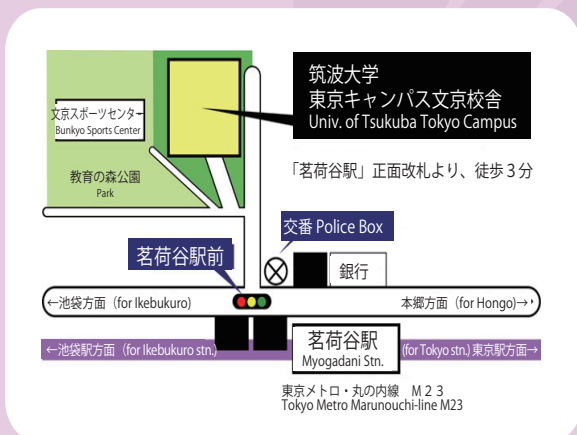 筑波大学
東京キャンパス文京校舎
Univ. of Tsukuba Tokyo Campus
文京スポーツセンター
Bunkyo Sports Center
「茗荷谷駅」正面改札より、徒歩３分
教育の森公園
Park
交番 Police Box
茗荷谷駅前
銀行
←池袋方面（for Ikebukuro)
本郷方面（for Hongo)→
茗荷谷駅
Myogadani Stn.
←池袋駅方面（for Ikebukuro stn.)
(for Tokyo stn.) 東京駅方面→
東京メトロ・丸の内線　Ｍ２３
Tokyo Metro Marunouchi-line M23